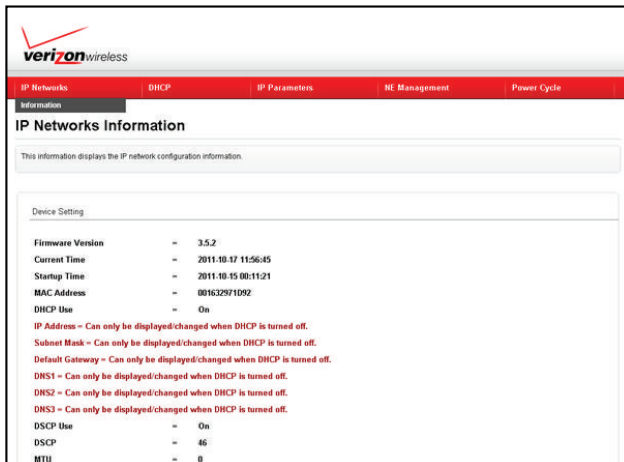 verizonwireless
IP Networks DHCP IP Parameters NE Management Power Cycle
Information
IP Networks Information
This information displays the IP network configuration information.
Device Setting
Firmware Version = 3.5.2
Current Time = 2011-10-17 11:56:45
Startup Time = 2011-10-15 00:11:21
MAC Address = 001632971D92
DHCP Use = On
IP Address = Can only be displayed/changed when DHCP is turned off.
Subnet Mask = Can only be displayed/changed when DHCP is turned off.
Default Gateway = Can only be displayed/changed when DHCP is turned off.
DNS1 = Can only be displayed/changed when DHCP is turned off.
DNS2 = Can only be displayed/changed when DHCP is turned off.
DNS3 = Can only be displayed/changed when DHCP is turned off.
DSCP Use = On
DSCP = 46
MTU = 0